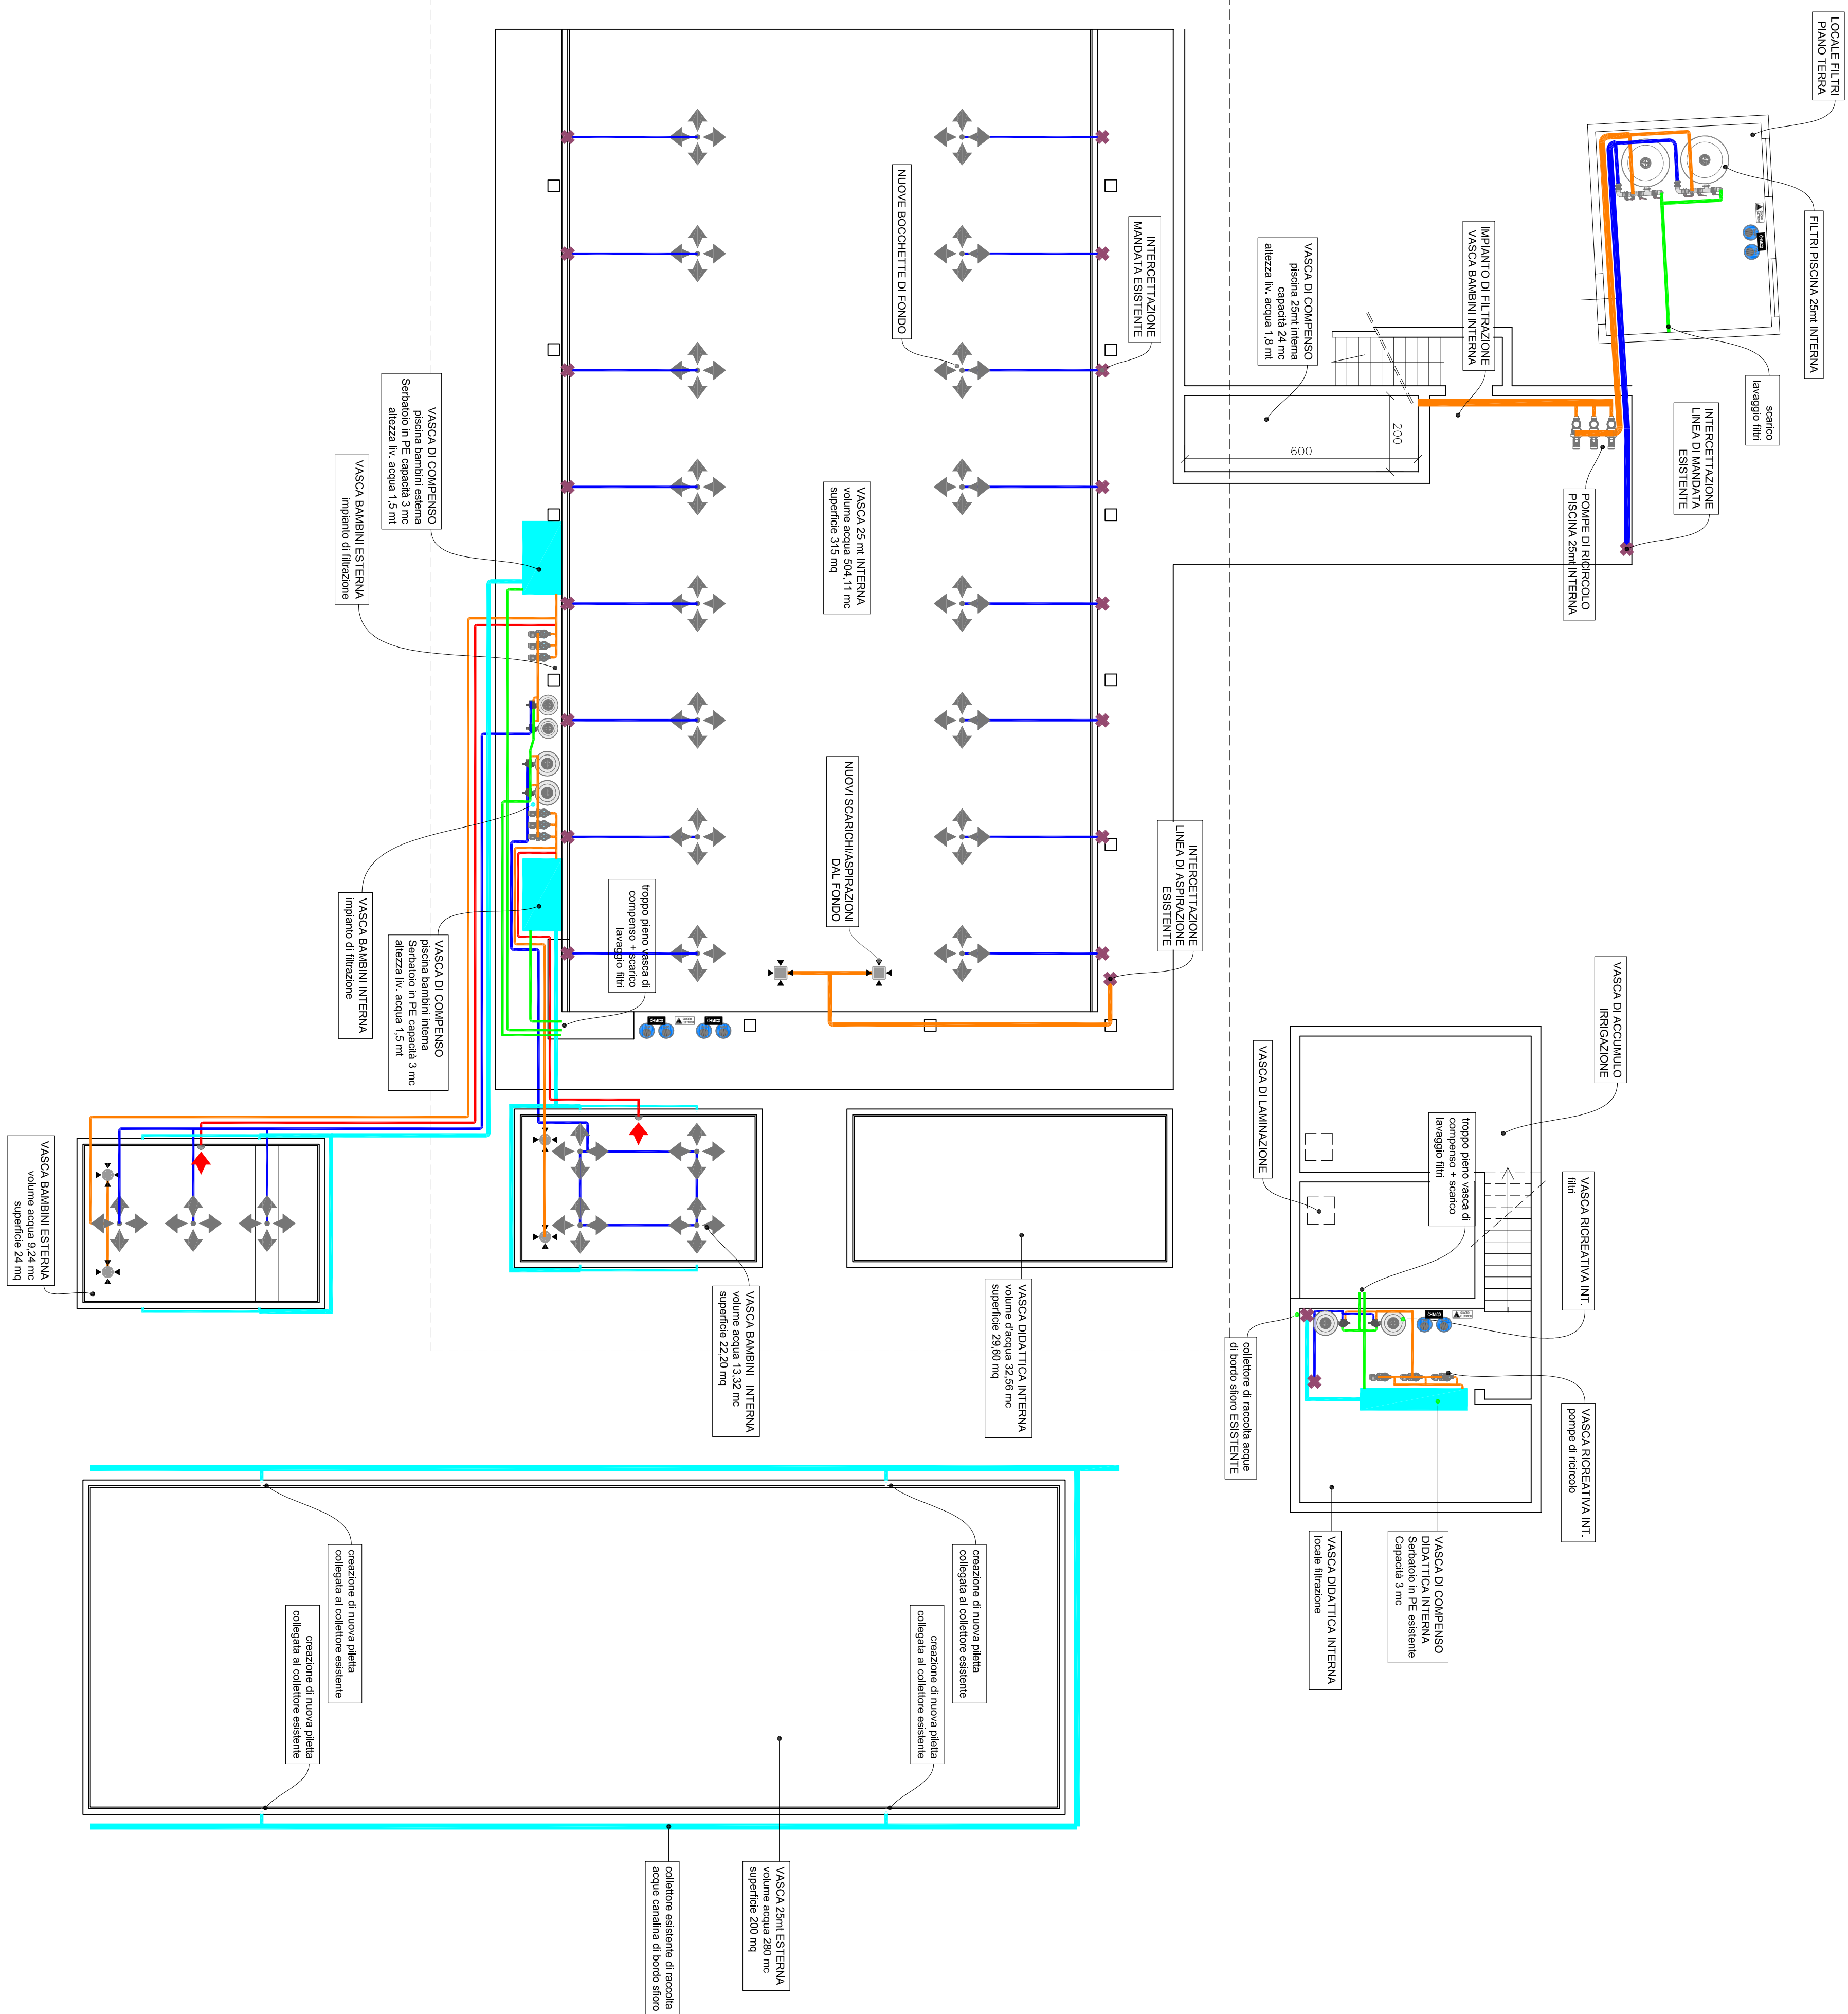 LOCALE FILTRI
PIANO TERRA
FILTRI PISCINA 25mt INTERNA
scarico
lavaggio filtri
INTERCETTAZIONE
LINEA DI MANDATA
ESISTENTE
POMPE DI RICIRCOLO
PISCINA 25mt INTERNA
IMPIANTO DI FILTRAZIONE
VASCA BAMBINI INTERNA
VASCA DI COMPENSO
piscina 25mt interna
capacità 24 mc
altezza liv. acqua 1,8 mt
200
600
CHIMICO
INTERCETTAZIONE
MANDATA ESISTENTE
NUOVE BOCCHETTE DI FONDO
VASCA 25 mt INTERNA
volume acqua 504,11 mc
superficie 315 mq
NUOVI SCARICHI/ASPIRAZIONI
DAL FONDO
INTERCETTAZIONE
LINEA DI ASPIRAZIONE
ESISTENTE
VASCA DI COMPENSO
piscina bambini esterna
Serbatoio in PE capacità 3 mc
altezza liv. acqua 1,5 mt
VASCA BAMBINI ESTERNA
impianto di filtrazione
VASCA BAMBINI INTERNA
impianto di filtrazione
VASCA DI COMPENSO
piscina bambini interna
Serbatoio in PE capacità 3 mc
altezza liv. acqua 1,5 mt
troppo pieno vasca di
compenso + scarico
lavaggio filtri
CHIMICO
CHIMICO
VASCA DI ACCUMULO
IRRIGAZIONE
VASCA DI LAMINAZIONE
troppo pieno vasca di
compenso + scarico
lavaggio filtri
VASCA RICREATIVA INT.
filtri
CHIMICO
VASCA RICREATIVA INT.
pompe di ricircolo
VASCA DI COMPENSO
DIDATTICA INTERNA
Serbatoio in PE esistente
Capacità 3 mc
VASCA DIDATTICA INTERNA
locale filtrazione
collettore di raccolta acque
di bordo sfioro ESISTENTE
VASCA DIDATTICA INTERNA
volume d'acqua 32,56 mc
superficie 29,60 mq
VASCA BAMBINI INTERNA
volume acqua 13,32 mc
superficie 22,20 mq
VASCA BAMBINI ESTERNA
volume acqua 9,24 mc
superficie 24 mq
creazione di nuova piletta
collegata al collettore esistente
creazione di nuova piletta
collegata al collettore esistente
creazione di nuova piletta
collegata al collettore esistente
creazione di nuova piletta
collegata al collettore esistente
VASCA 25mt ESTERNA
volume acqua 280 mc
superficie 200 mq
collettore esistente di raccolta
acque canalina di bordo sfioro